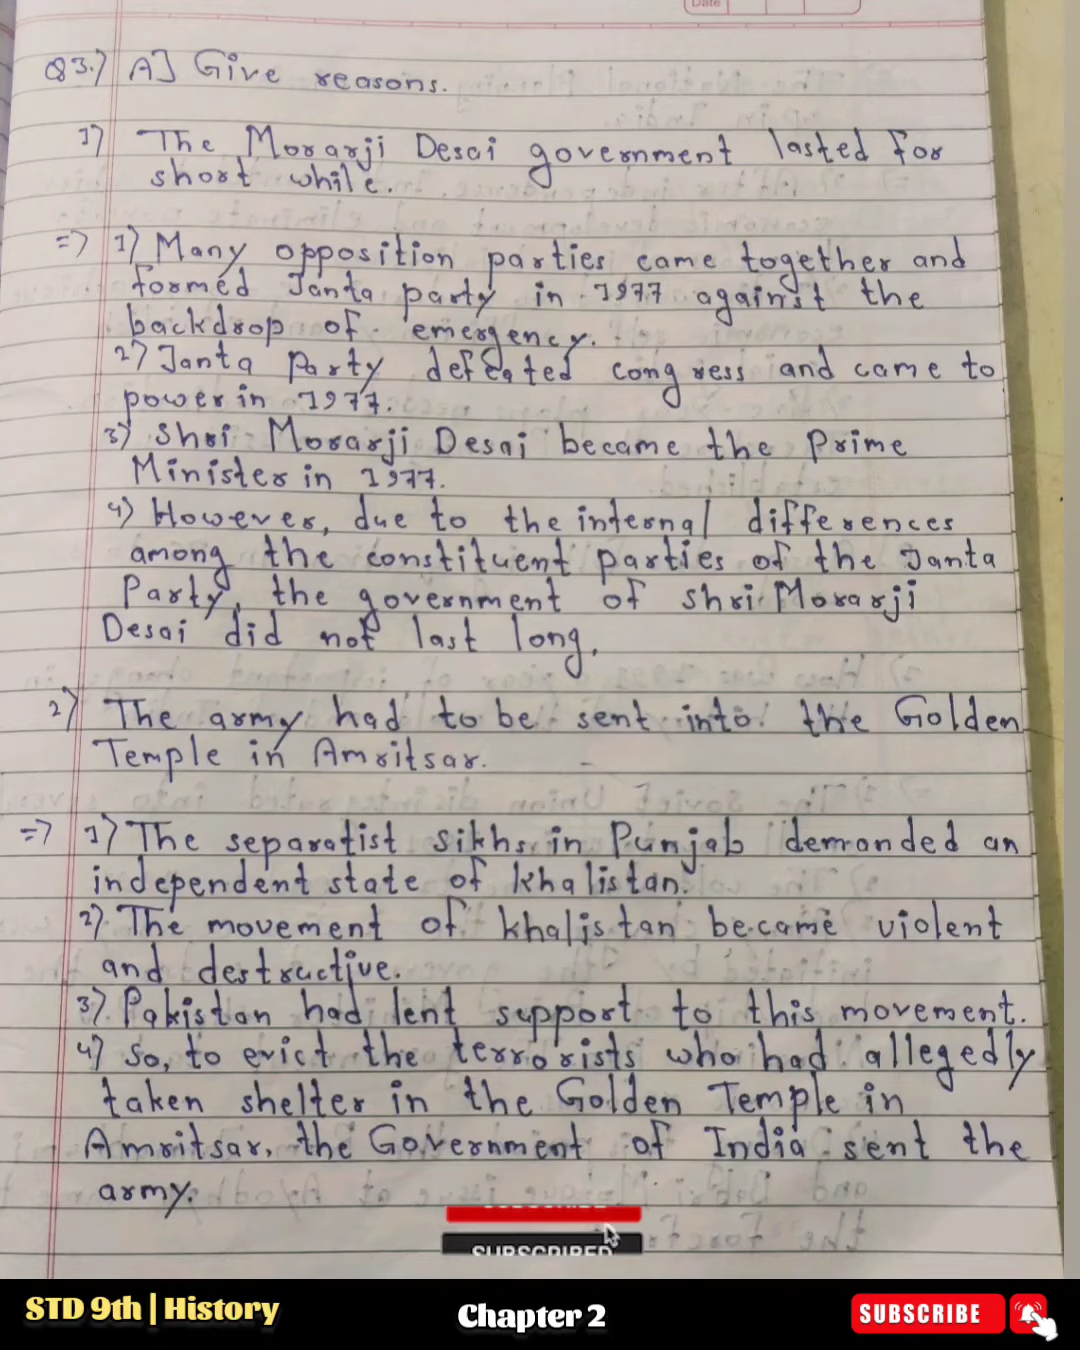 Date
Q3.) A] Give reasons.
1) The Morarji Desai government lasted for
short while.
=> 1) Many opposition parties came together and
formed Janta party in 1977 against the
backdrop of emergency.
2) Janta Party defeated congress and came to
power in 1977.
3) Shri Morarji Desai became the Prime
Minister in 1977.
4) However, due to the internal differences
among the constituent parties of the Janta
Party, the government of shri Morarji
Desai did not last long.
2) The army had to be sent into the Golden
Temple in Amritsar.
=> 1) The separatist sikhs in Punjab demanded an
independent state of khalistan.
2) The movement of khalistan became violent
and destructive.
3) Pakistan had lent support to this movement.
4) so, to evict the terrorists who had allegedly
taken shelter in the Golden Temple in
Amritsar, the Government of India sent the
army.
SUBSCRIBED
STD 9th | History
Chapter 2
SUBSCRIBE